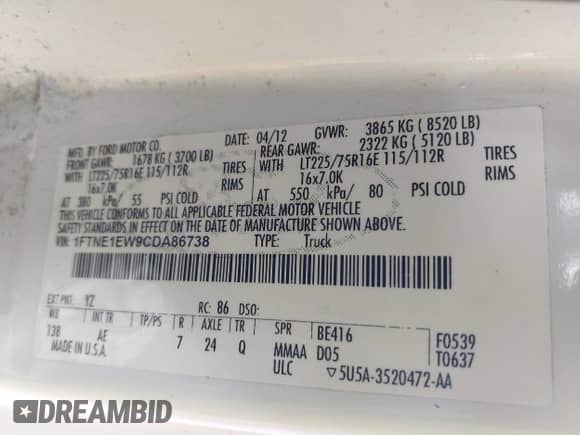 MFD. BY FORD MOTOR CO.
DATE: 04/12 GVWR: 3865 KG ( 8520 LB)
FRONT GAWR: 1678 KG ( 3700 LB) REAR GAWR: 2322 KG ( 5120 LB)
WITH LT225/75R16E 115/112R TIRES WITH LT225/75R16E 115/112R TIRES
16x7.0K RIMS 16x7.0K RIMS
AT 380 kPa/ 55 PSI COLD AT 550 kPa/ 80 PSI COLD
THIS VEHICLE CONFORMS TO ALL APPLICABLE FEDERAL MOTOR VEHICLE
SAFETY STANDARDS IN EFFECT ON THE DATE OF MANUFACTURE SHOWN ABOVE.
VIN: 1FTNE1EW9CDA86738 TYPE: Truck
EXT PNT: YZ RC: 86 DSO:
WB INT TR TP/PS R AXLE TR SPR BE416 F0539
138 AE 7 24 Q MMAA D05 T0637
MADE IN U.S.A. ULC ▽5U5A-3520472-AA
DREAMBID